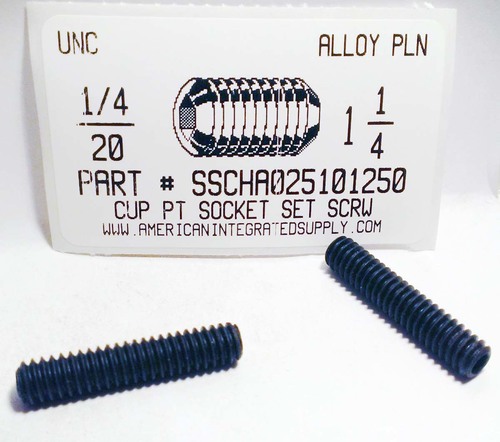 UNC ALLOY PLN
1/4 1 1
20 4
PART # SSCHA025101250
CUP PT SOCKET SET SCRW
WWW.AMERICANINTEGRATEDSUPPLY.COM